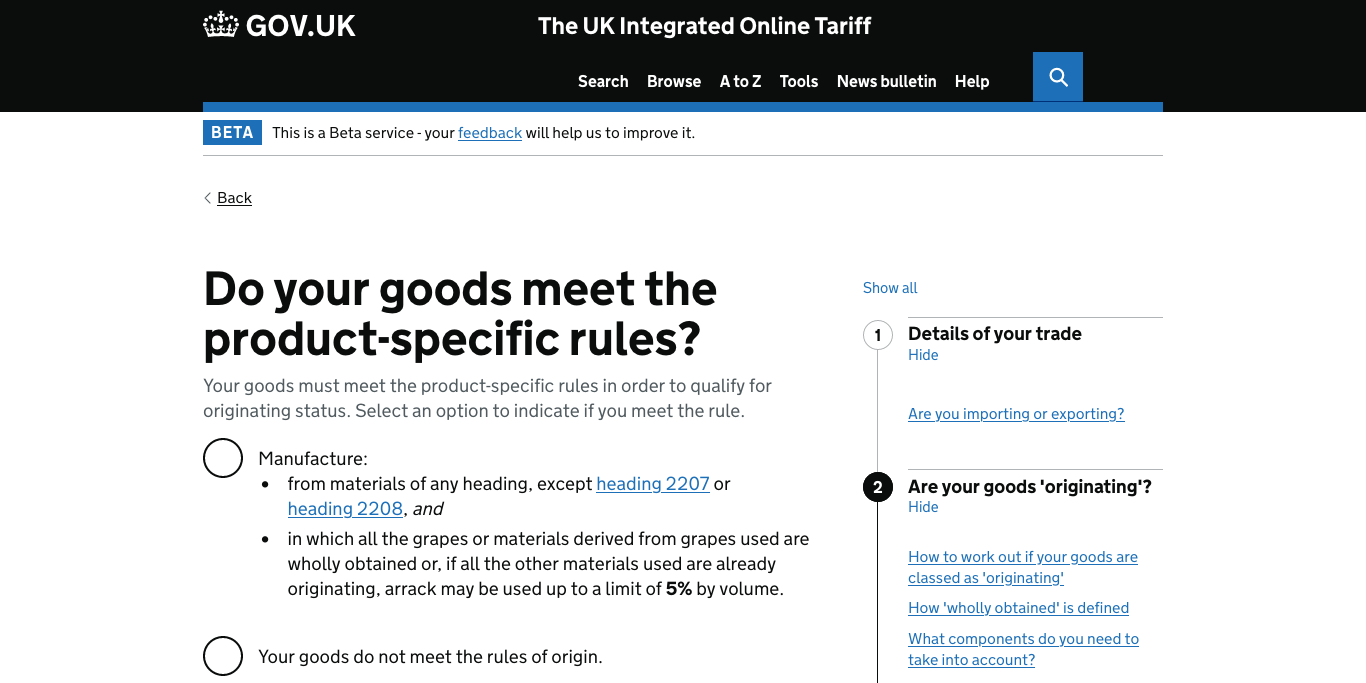 GOV.UK
The UK Integrated Online Tariff
Search Browse A to Z Tools News bulletin Help
BETA This is a Beta service - your feedback will help us to improve it.
Back
Do your goods meet the
product-specific rules?
Your goods must meet the product-specific rules in order to qualify for
originating status. Select an option to indicate if you meet the rule.
Manufacture:
• from materials of any heading, except heading 2207 or
heading 2208, and
• in which all the grapes or materials derived from grapes used are
wholly obtained or, if all the other materials used are already
originating, arrack may be used up to a limit of 5% by volume.
Your goods do not meet the rules of origin.
Show all
1 Details of your trade
Hide
Are you importing or exporting?
2 Are your goods 'originating'?
Hide
How to work out if your goods are
classed as 'originating'
How 'wholly obtained' is defined
What components do you need to
take into account?